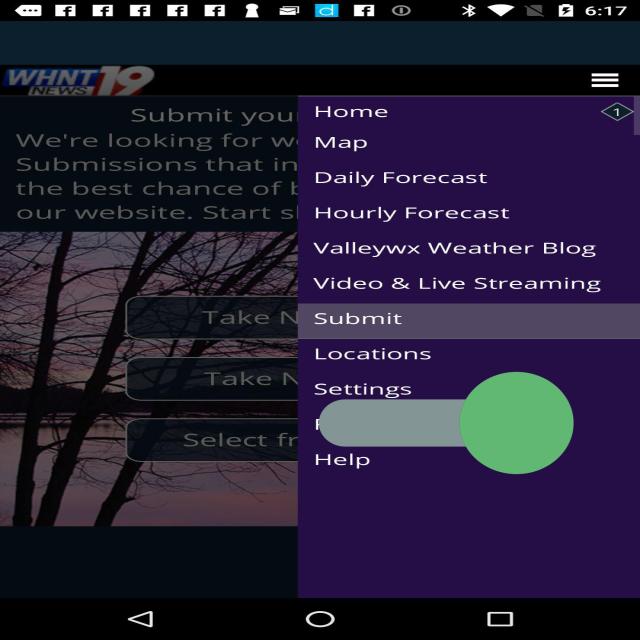 6:17
WHNT 19
NEWS
Submit your
We're looking for
Submissions that
the best chance of
our website. Start
Take
Take
Select
Home
1
Map
Daily Forecast
Hourly Forecast
Valleywx Weather Blog
Video & Live Streaming
Submit
Locations
Settings
Help